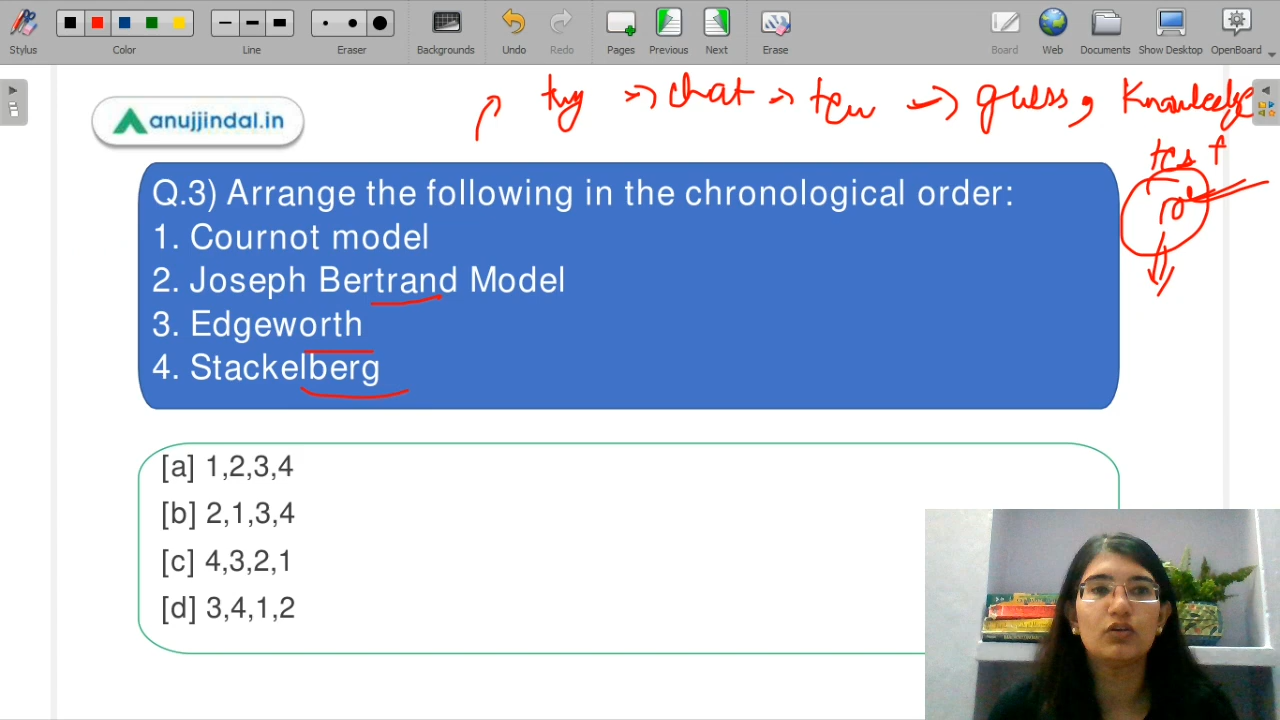 Stylus
Color
Line
Eraser
Backgrounds
Undo
Redo
Pages
Previous
Next
Erase
Board
Web
Documents
Show Desktop
OpenBoard
chat
guess, Knowledge
anujjindal.in
Q.3) Arrange the following in the chronological order:
1. Cournot model
2. Joseph Bertrand Model
3. Edgeworth
4. Stackelberg
[a] 1,2,3,4
[b] 2,1,3,4
[c] 4,3,2,1
[d] 3,4,1,2